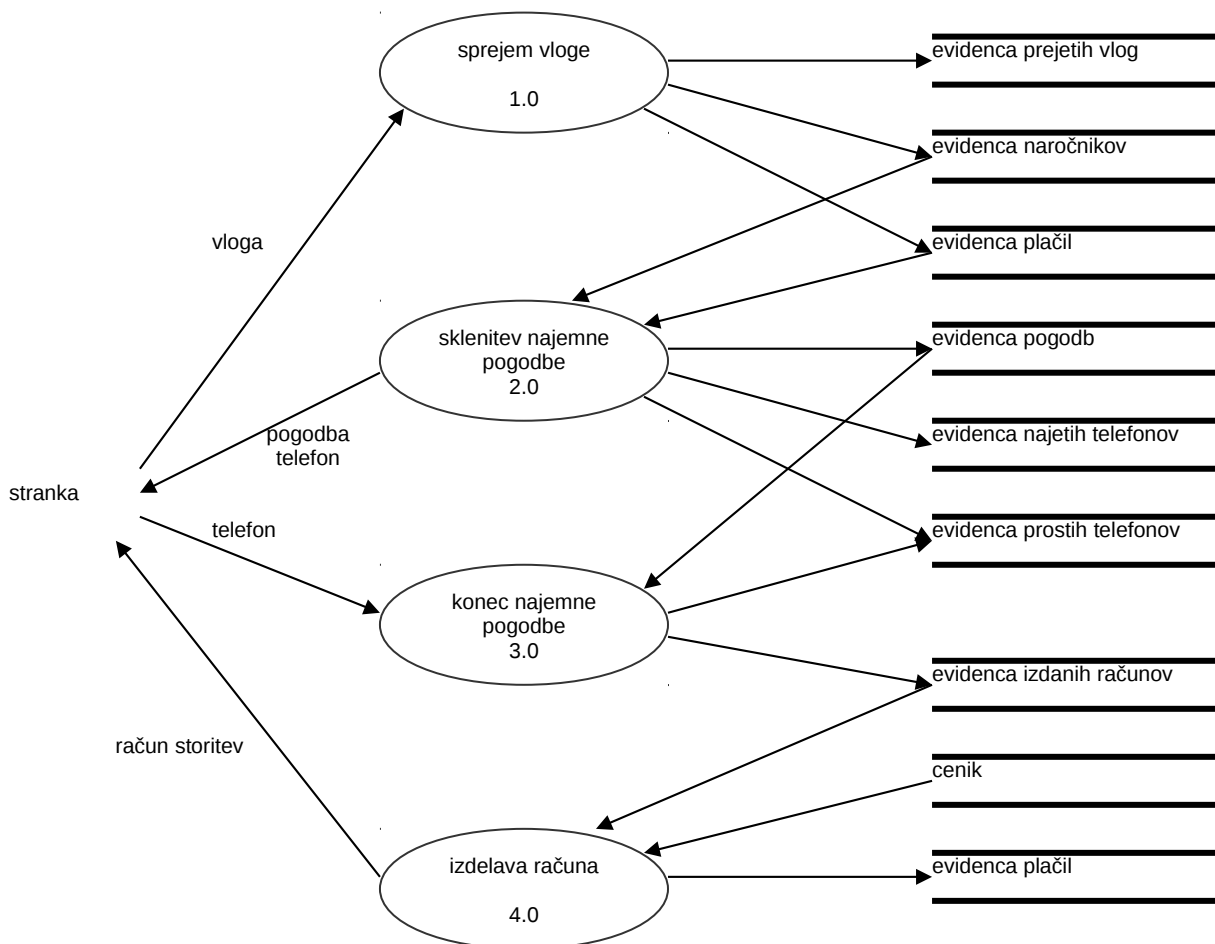 sprejem vloge
1.0
evidenca prejetih vlog
evidenca naročnikov
vloga
evidenca plačil
sklenitev najemne
pogodbe
2.0
evidenca pogodb
pogodba
telefon
evidenca najetih telefonov
stranka
telefon
evidenca prostih telefonov
konec najemne
pogodbe
3.0
evidenca izdanih računov
račun storitev
cenik
izdelava računa
4.0
evidenca plačil